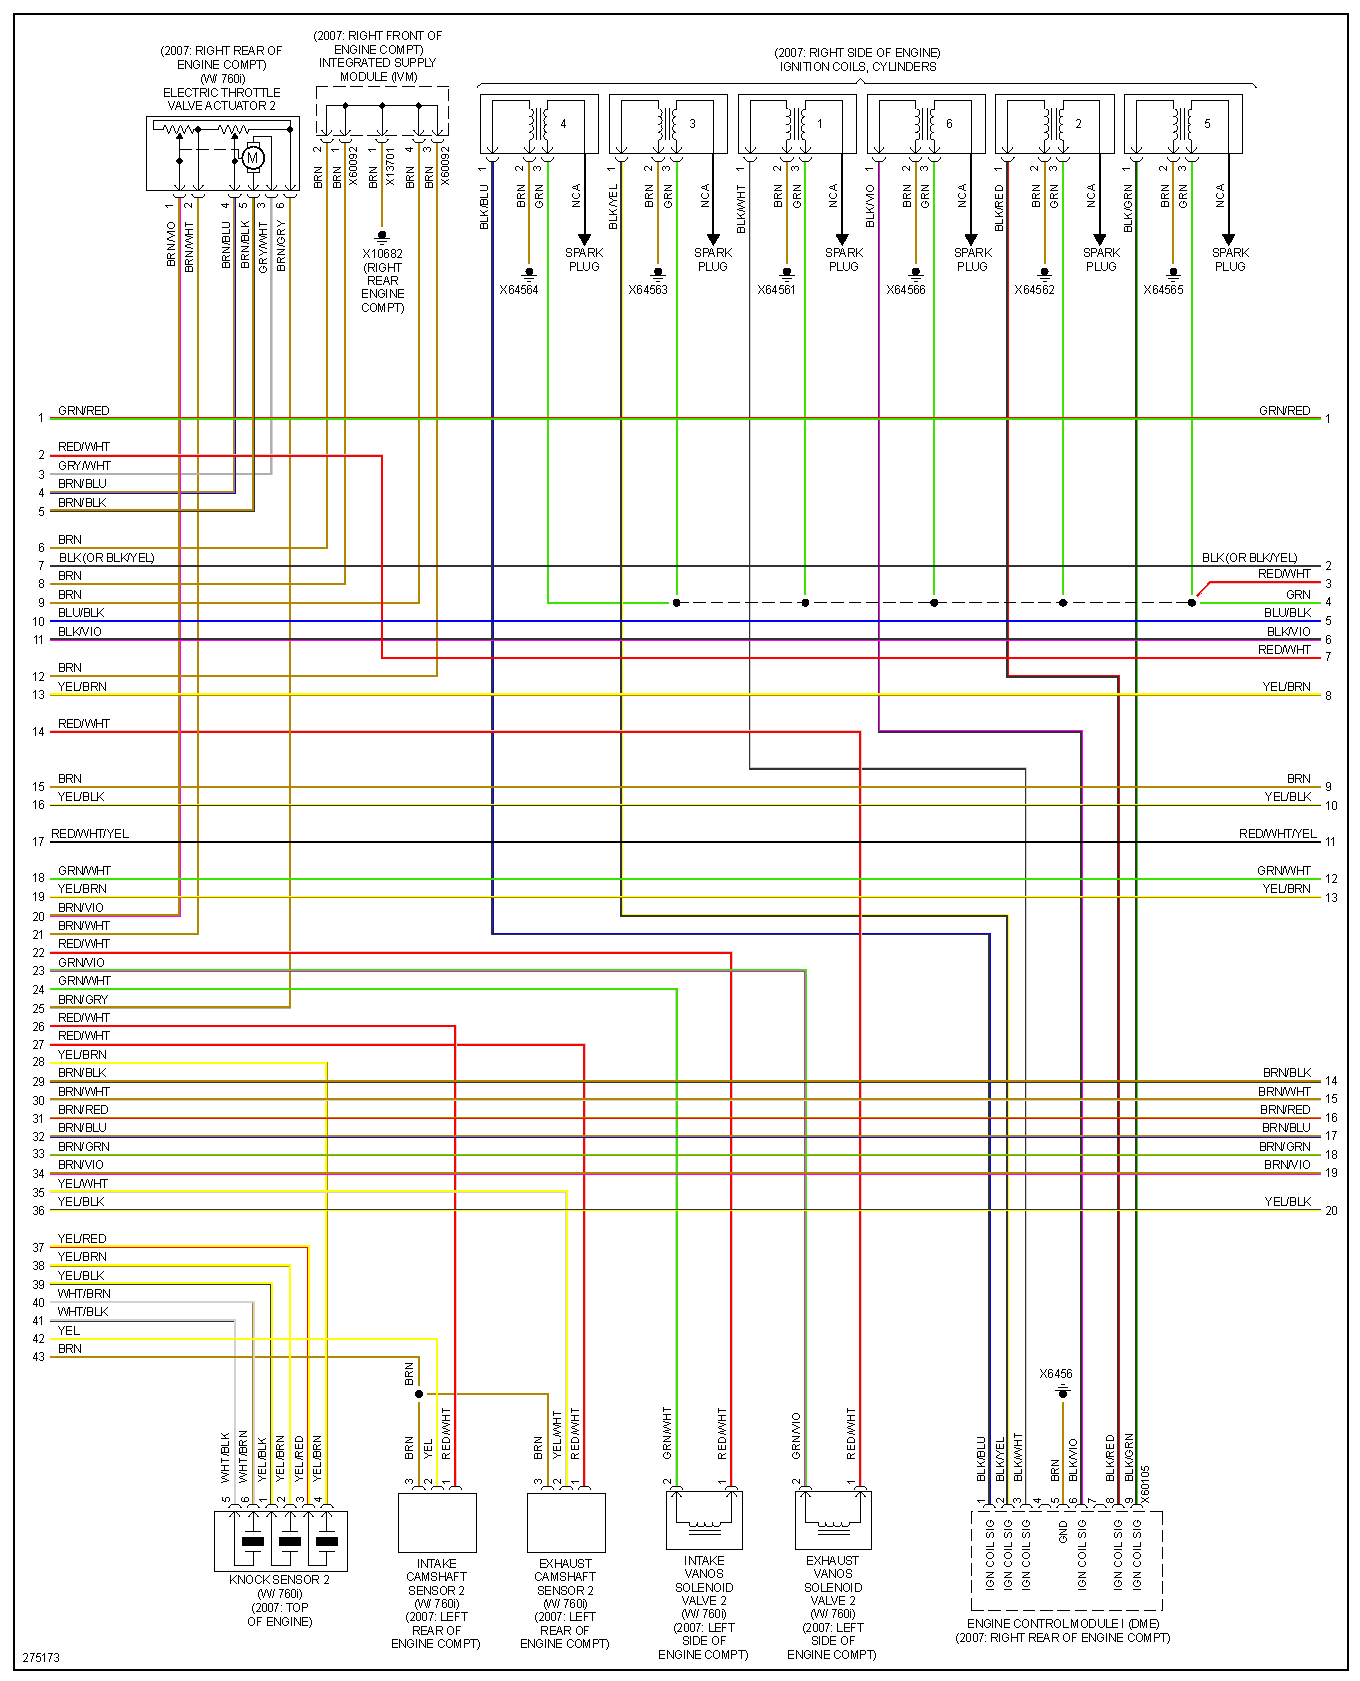 (2007: RIGHT REAR OF
ENGINE COMPT)
(W/ 760i)
ELECTRIC THROTTLE
VALVE ACTUATOR 2
(2007: RIGHT FRONT OF
ENGINE COMPT)
INTEGRATED SUPPLY
MODULE (IVM)
(2007: RIGHT SIDE OF ENGINE)
IGNITION COILS, CYLINDERS
4
3
1
6
2
5
M
1
BRN/VIO
2
BRN/WHT
4
BRN/BLU
5
BRN/BLK
3
GRY/WHT
6
BRN/GRY
2
BRN
1
BRN
X60092
1
BRN
X13701
4
BRN
3
BRN
X60092
X10682
(RIGHT
REAR
ENGINE
COMPT)
1
BLK/BLU
2
BRN
3
GRN
NCA
SPARK
PLUG
X64564
1
BLK/YEL
2
BRN
3
GRN
NCA
SPARK
PLUG
X64563
1
BLK/WHT
2
BRN
3
GRN
NCA
SPARK
PLUG
X64561
1
BLK/VIO
2
BRN
3
GRN
NCA
SPARK
PLUG
X64566
1
BLK/RED
2
BRN
3
GRN
NCA
SPARK
PLUG
X64562
1
BLK/GRN
2
BRN
3
GRN
NCA
SPARK
PLUG
X64565
1 GRN/RED
2 RED/WHT
3 GRY/WHT
4 BRN/BLU
5 BRN/BLK
6 BRN
7 BLK (OR BLK/YEL)
8 BRN
9 BRN
10 BLU/BLK
11 BLK/VIO
12 BRN
13 YEL/BRN
14 RED/WHT
15 BRN
16 YEL/BLK
17 RED/WHT/YEL
18 GRN/WHT
19 YEL/BRN
20 BRN/VIO
21 BRN/WHT
22 RED/WHT
23 GRN/VIO
24 GRN/WHT
25 BRN/GRY
26 RED/WHT
27 RED/WHT
28 YEL/BRN
29 BRN/BLK
30 BRN/WHT
31 BRN/RED
32 BRN/BLU
33 BRN/GRN
34 BRN/VIO
35 YEL/WHT
36 YEL/BLK
37 YEL/RED
38 YEL/BRN
39 YEL/BLK
40 WHT/BRN
41 WHT/BLK
42 YEL
43 BRN
GRN/RED 1
BLK (OR BLK/YEL) 2
RED/WHT 3
GRN 4
BLU/BLK 5
BLK/VIO 6
RED/WHT 7
YEL/BRN 8
BRN 9
YEL/BLK 10
RED/WHT/YEL 11
GRN/WHT 12
YEL/BRN 13
BRN/BLK 14
BRN/WHT 15
BRN/RED 16
BRN/BLU 17
BRN/GRN 18
BRN/VIO 19
YEL/BLK 20
WHT/BLK
5
WHT/BRN
6
YEL/BLK
1
YEL/BRN
2
YEL/RED
3
YEL/BRN
4
KNOCK SENSOR 2
(W/ 760i)
(2007: TOP
OF ENGINE)
BRN
BRN
3
YEL
2
RED/WHT
1
INTAKE
CAMSHAFT
SENSOR 2
(W/ 760i)
(2007: LEFT
REAR OF
ENGINE COMPT)
BRN
3
YEL/WHT
2
RED/WHT
1
EXHAUST
CAMSHAFT
SENSOR 2
(W/ 760i)
(2007: LEFT
REAR OF
ENGINE COMPT)
GRN/WHT
2
RED/WHT
1
INTAKE
VANOS
SOLENOID
VALVE 2
(W/ 760i)
(2007: LEFT
SIDE OF
ENGINE COMPT)
GRN/VIO
2
RED/WHT
1
EXHAUST
VANOS
SOLENOID
VALVE 2
(W/ 760i)
(2007: LEFT
SIDE OF
ENGINE COMPT)
X6456
BLK/BLU
1
IGN COIL SIG
BLK/YEL
2
IGN COIL SIG
BLK/WHT
3
IGN COIL SIG
4
BRN
5
GND
BLK/VIO
6
IGN COIL SIG
7
BLK/RED
8
IGN COIL SIG
BLK/GRN
9
IGN COIL SIG
X60105
ENGINE CONTROL MODULE I (DME)
(2007: RIGHT REAR OF ENGINE COMPT)
275173